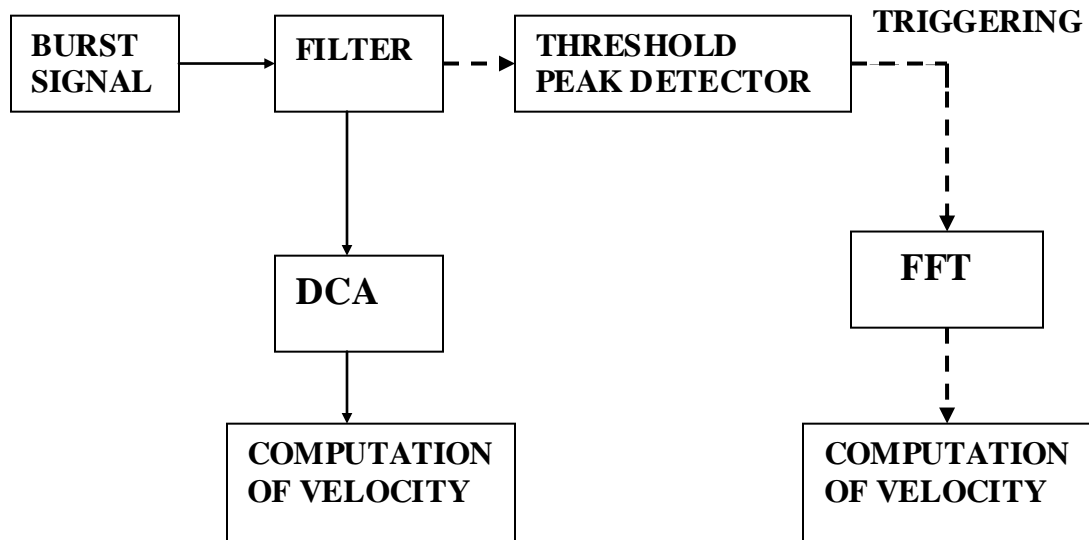 TRIGGERING
BURST
SIGNAL
FILTER
THRESHOLD
PEAK DETECTOR
DCA
FFT
COMPUTATION
OF VELOCITY
COMPUTATION
OF VELOCITY